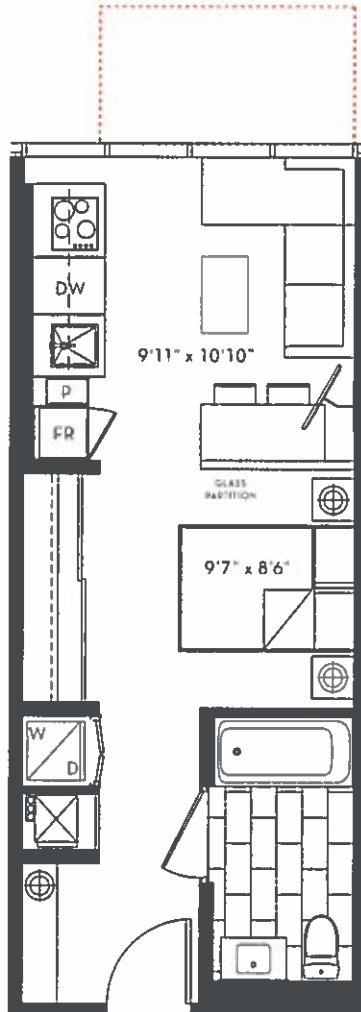 DW
9'11" x 10'10"
P
FR
GLASS
PARTITION
9'7" x 8'6"
W
D